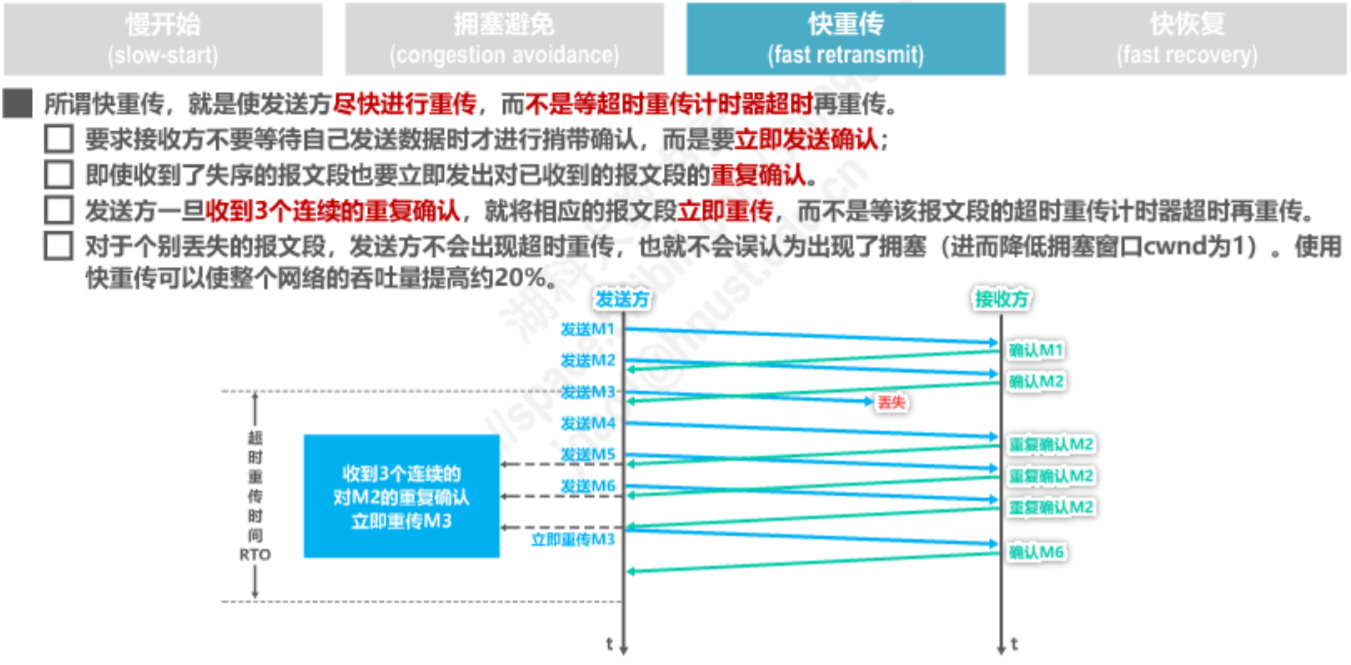 慢开始
(slow-start)
拥塞避免
(congestion avoidance)
快重传
(fast retransmit)
快恢复
(fast recovery)
所谓快重传，就是使发送方尽快进行重传，而不是等超时重传计时器超时再重传。
要求接收方不要等待自己发送数据时才进行捎带确认，而是要立即发送确认；
即使收到了失序的报文段也要立即发出对已收到的报文段的重复确认。
发送方一旦收到3个连续的重复确认，就将相应的报文段立即重传，而不是等该报文段的超时重传计时器超时再重传。
对于个别丢失的报文段，发送方不会出现超时重传，也就不会误认为出现了拥塞（进而降低拥塞窗口cwnd为1）。使用
快重传可以使整个网络的吞吐量提高约20%。
发送方
接收方
发送M1
确认M1
发送M2
确认M2
发送M3
丢失
发送M4
重复确认M2
发送M5
重复确认M2
发送M6
重复确认M2
立即重传M3
确认M6
超时重传时间
RTO
收到3个连续的
对M2的重复确认
立即重传M3
t
t